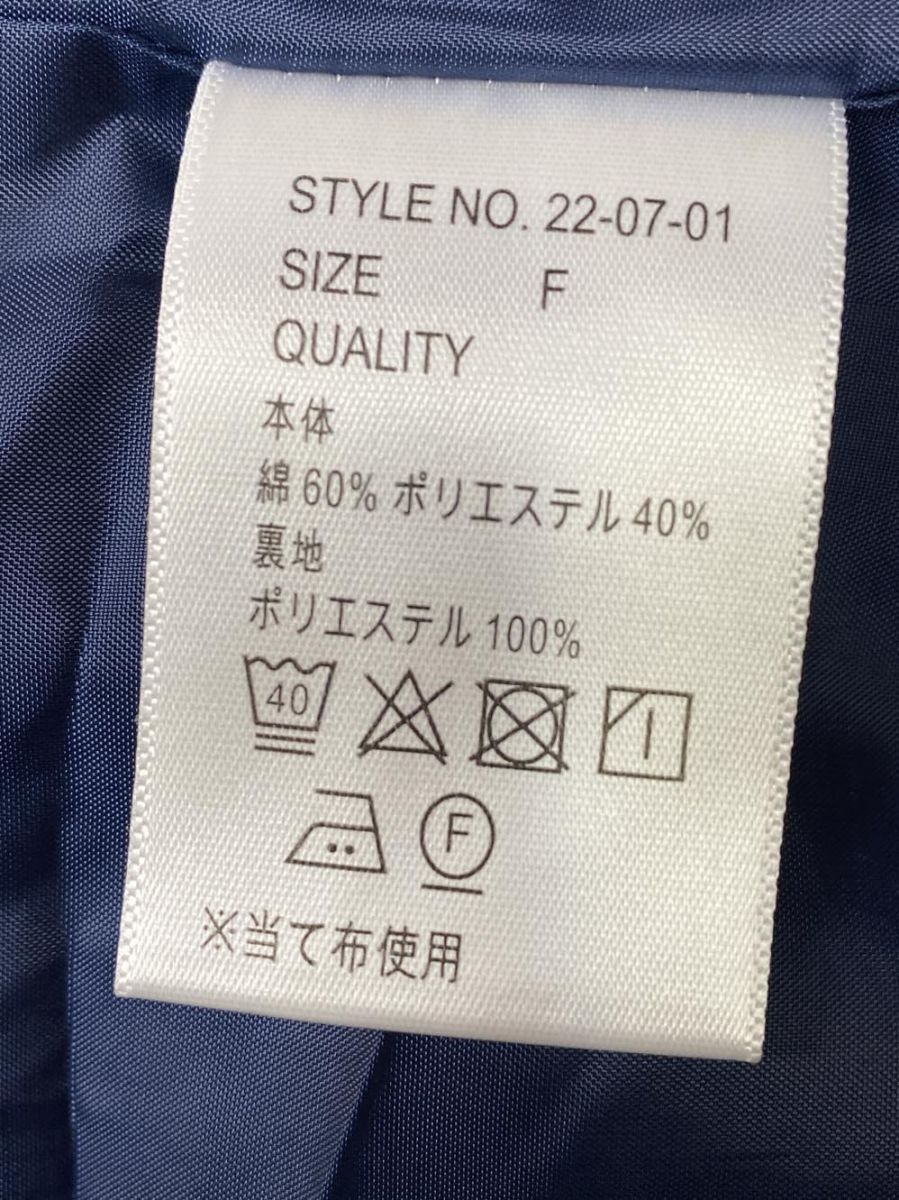 STYLE NO. 22-07-01
SIZE F
QUALITY
本体
綿 60% ポリエステル 40%
裏地
ポリエステル 100%
40
F
※当て布使用